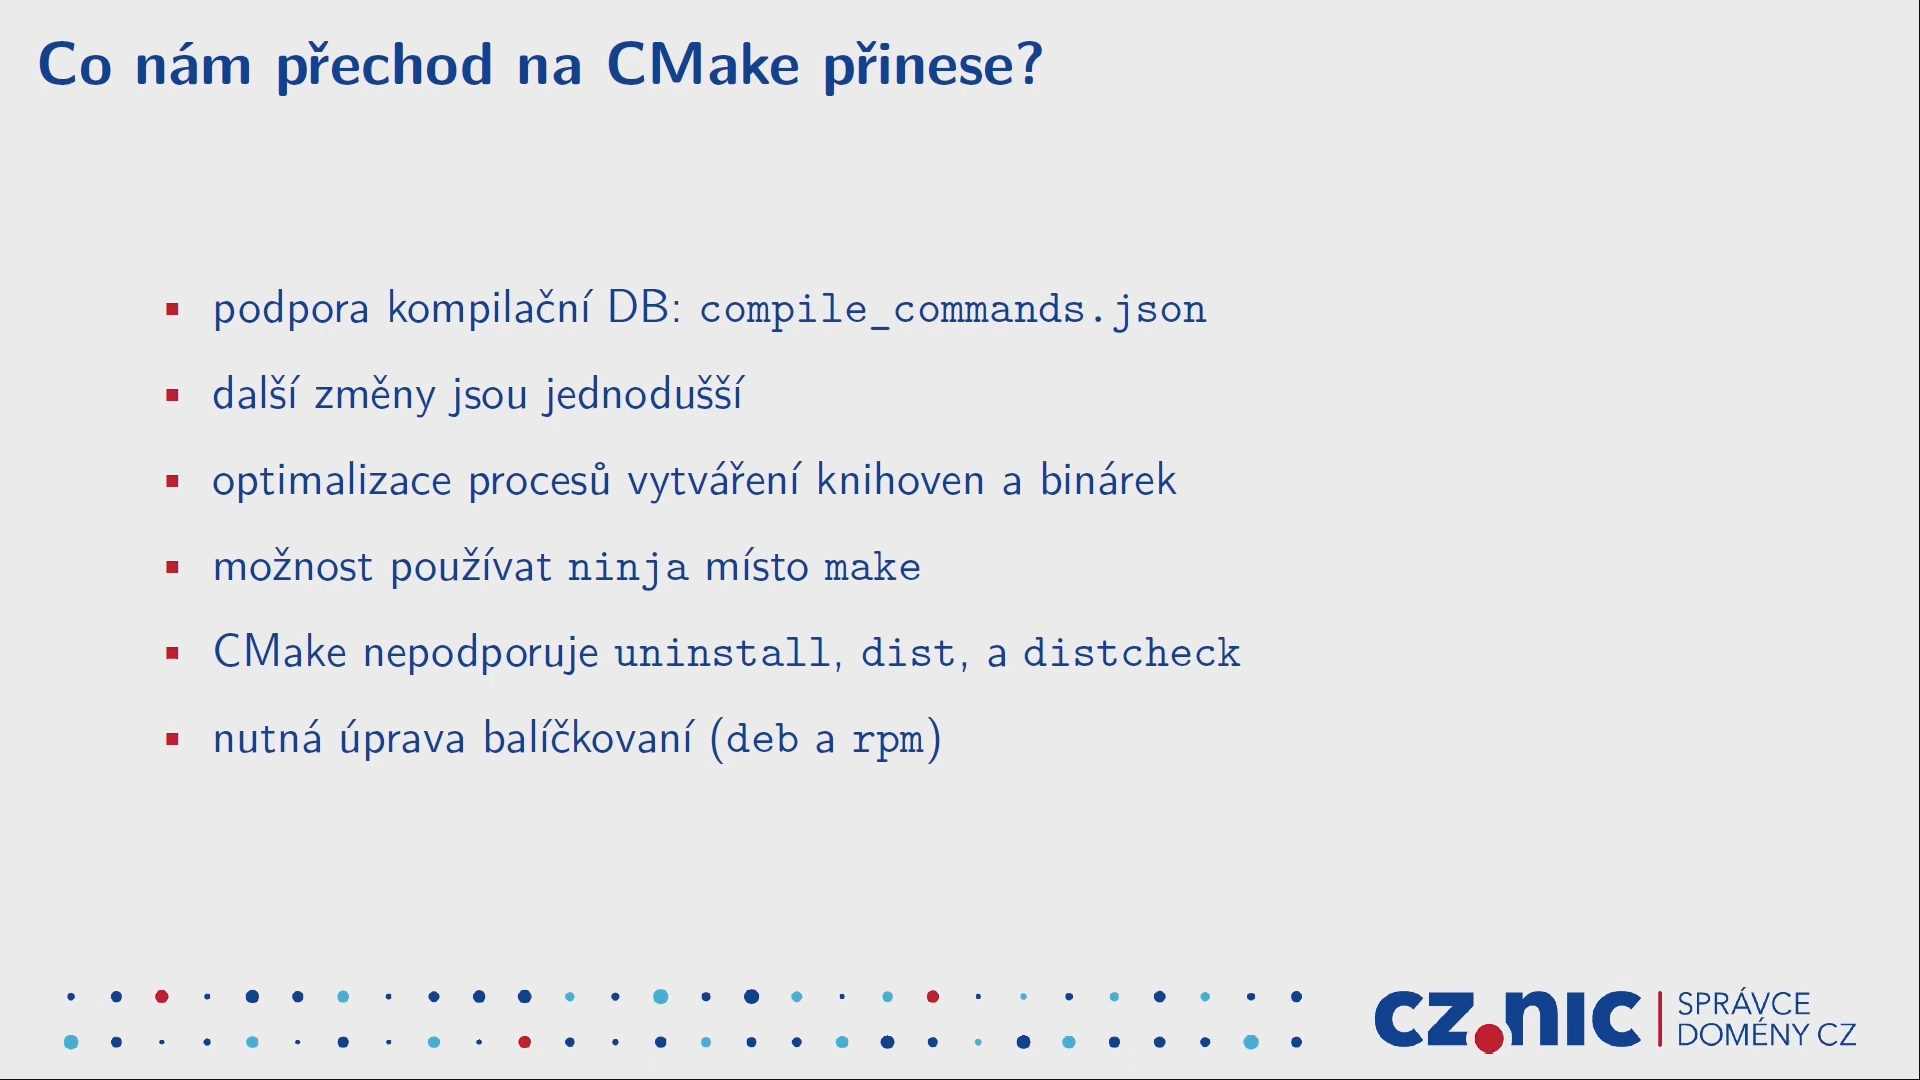 Co nám přechod na CMake přinese?
podpora kompilační DB: compile_commands.json
další změny jsou jednodušší
optimalizace procesů vytváření knihoven a binárek
možnost používat ninja místo make
CMake nepodporuje uninstall, dist, a distcheck
nutná úprava balíčkovaní (deb a rpm)
cz.nic
SPRÁVCE
DOMÉNY CZ